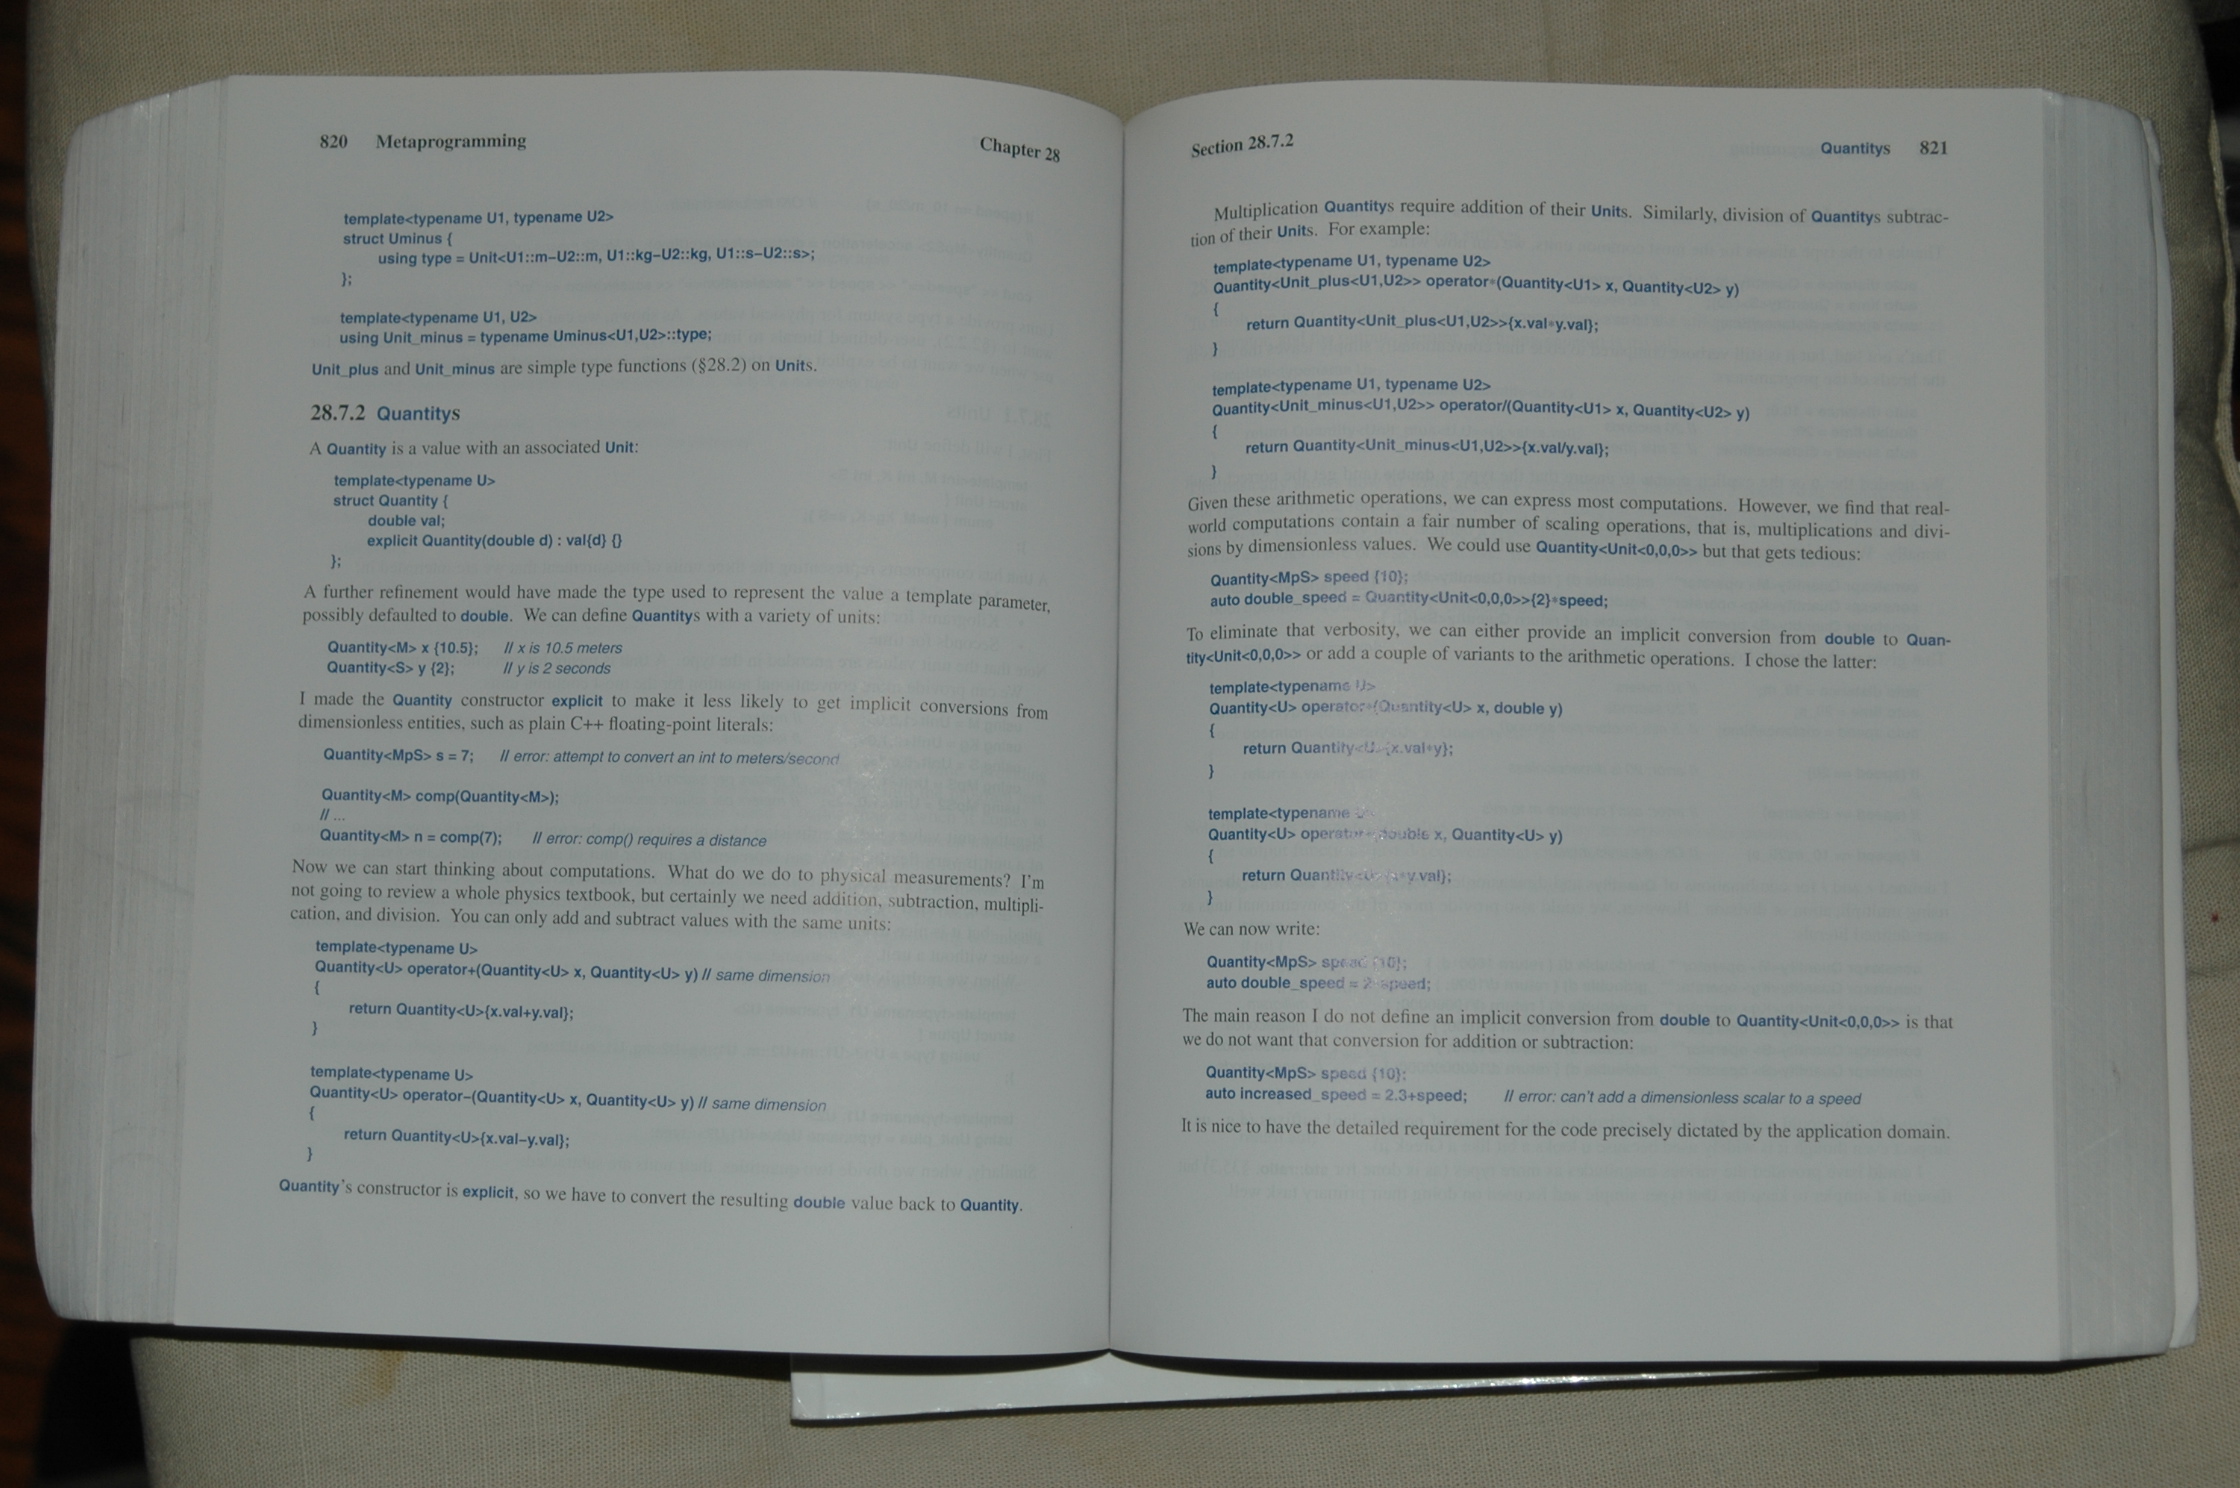 820 Metaprogramming Chapter 28
template<typename U1, typename U2>
struct Uminus {
using type = Unit<U1::m−U2::m, U1::kg−U2::kg, U1::s−U2::s>;
};
template<typename U1, U2>
using Unit_minus = typename Uminus<U1,U2>::type;
Unit_plus and Unit_minus are simple type functions (§28.2) on Units.
28.7.2 Quantitys
A Quantity is a value with an associated Unit:
template<typename U>
struct Quantity {
double val;
explicit Quantity(double d) : val{d} {}
};
A further refinement would have made the type used to represent the value a template parameter,
possibly defaulted to double. We can define Quantitys with a variety of units:
Quantity<M> x {10.5}; // x is 10.5 meters
Quantity<S> y {2}; // y is 2 seconds
I made the Quantity constructor explicit to make it less likely to get implicit conversions from
dimensionless entities, such as plain C++ floating-point literals:
Quantity<MpS> s = 7; // error: attempt to convert an int to meters/second
Quantity<M> comp(Quantity<M>);
// ...
Quantity<M> n = comp(7); // error: comp() requires a distance
Now we can start thinking about computations. What do we do to physical measurements? I'm
not going to review a whole physics textbook, but certainly we need addition, subtraction, multipli-
cation, and division. You can only add and subtract values with the same units:
template<typename U>
Quantity<U> operator+(Quantity<U> x, Quantity<U> y) // same dimension
{
return Quantity<U>{x.val+y.val};
}
template<typename U>
Quantity<U> operator−(Quantity<U> x, Quantity<U> y) // same dimension
{
return Quantity<U>{x.val−y.val};
}
Quantity's constructor is explicit, so we have to convert the resulting double value back to Quantity.
Section 28.7.2 Quantitys 821
Multiplication Quantitys require addition of their Units. Similarly, division of Quantitys subtrac-
tion of their Units. For example:
template<typename U1, typename U2>
Quantity<Unit_plus<U1,U2>> operator*(Quantity<U1> x, Quantity<U2> y)
{
return Quantity<Unit_plus<U1,U2>>{x.val*y.val};
}
template<typename U1, typename U2>
Quantity<Unit_minus<U1,U2>> operator/(Quantity<U1> x, Quantity<U2> y)
{
return Quantity<Unit_minus<U1,U2>>{x.val/y.val};
}
Given these arithmetic operations, we can express most computations. However, we find that real-
world computations contain a fair number of scaling operations, that is, multiplications and divi-
sions by dimensionless values. We could use Quantity<Unit<0,0,0>> but that gets tedious:
Quantity<MpS> speed {10};
auto double_speed = Quantity<Unit<0,0,0>>{2}*speed;
To eliminate that verbosity, we can either provide an implicit conversion from double to Quan-
tity<Unit<0,0,0>> or add a couple of variants to the arithmetic operations. I chose the latter:
template<typename U>
Quantity<U> operator*(Quantity<U> x, double y)
{
return Quantity<U>{x.val*y};
}
template<typename U>
Quantity<U> operator*(double x, Quantity<U> y)
{
return Quantity<U>{x*y.val};
}
We can now write:
Quantity<MpS> speed {10};
auto double_speed = 2*speed;
The main reason I do not define an implicit conversion from double to Quantity<Unit<0,0,0>> is that
we do not want that conversion for addition or subtraction:
Quantity<MpS> speed {10};
auto increased_speed = 2.3+speed; // error: can't add a dimensionless scalar to a speed
It is nice to have the detailed requirement for the code precisely dictated by the application domain.